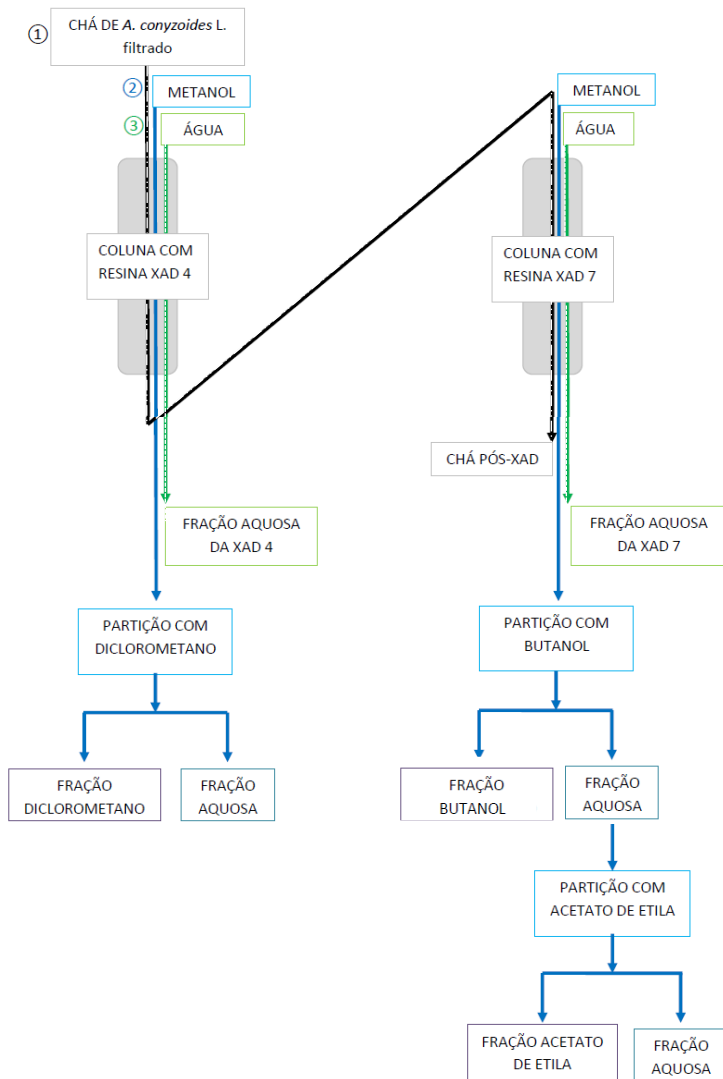 ①
CHÁ DE A. conyzoides L.
filtrado
②
METANOL
③
ÁGUA
COLUNA COM
RESINA XAD 4
FRAÇÃO AQUOSA
DA XAD 4
PARTIÇÃO COM
DICLOROMETANO
FRAÇÃO
DICLOROMETANO
FRAÇÃO
AQUOSA
METANOL
ÁGUA
COLUNA COM
RESINA XAD 7
CHÁ PÓS-XAD
FRAÇÃO AQUOSA
DA XAD 7
PARTIÇÃO COM
BUTANOL
FRAÇÃO
BUTANOL
FRAÇÃO
AQUOSA
PARTIÇÃO COM
ACETATO DE ETILA
FRAÇÃO ACETATO
DE ETILA
FRAÇÃO
AQUOSA